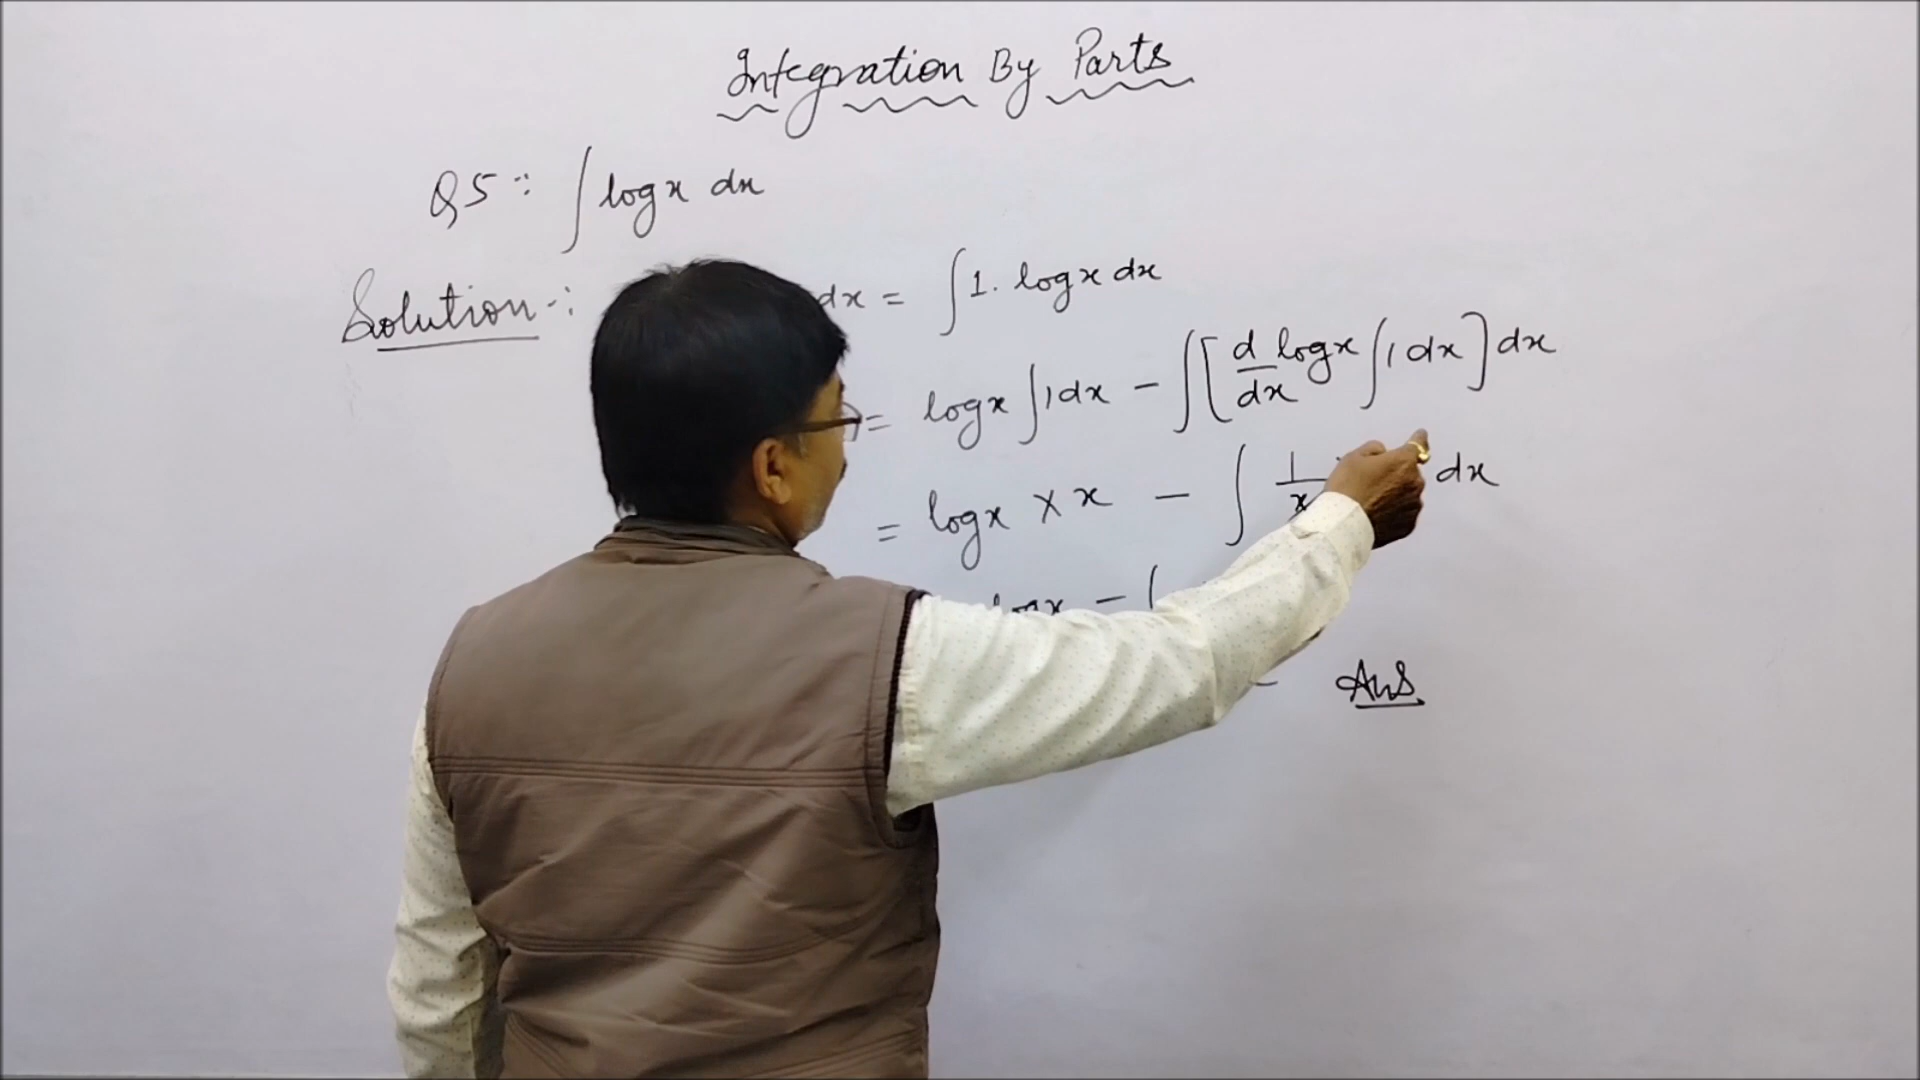 Integration By Parts
Q5 :- ∫ log x dx
Solution :- dx = ∫ 1. log x dx
= log x ∫ 1 dx - ∫ [ d/dx log x ∫ 1 dx ] dx
= log x × x - ∫ 1/x dx
log x - ∫
- Ans